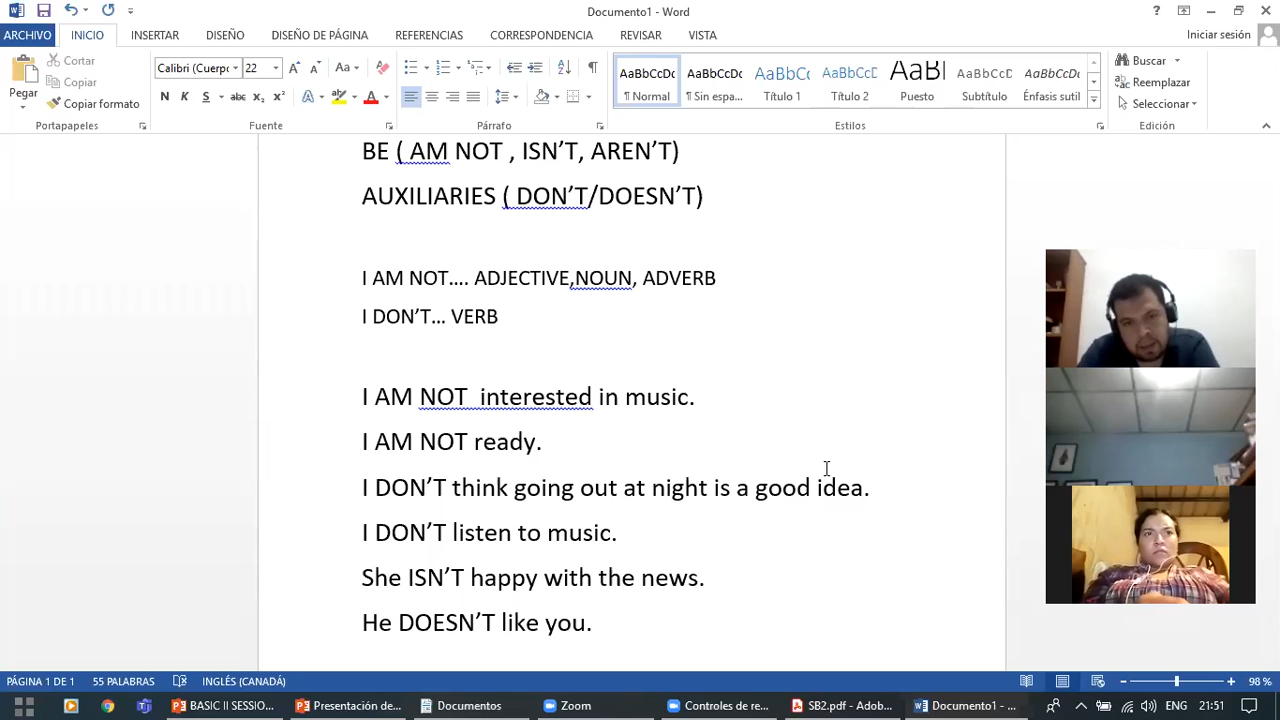 Documento1 - Word
ARCHIVO INICIO INSERTAR DISEÑO DISEÑO DE PÁGINA REFERENCIAS CORRESPONDENCIA REVISAR VISTA Iniciar sesión
Pegar
Cortar
Copiar
Copiar formato
Portapapeles
Calibri (Cuerpo 22
N K S abc x₂ x²
Fuente
Párrafo
AaBbCcDc AaBbCcDc AaBbCc AaBbCcD AaBl AaBbCcD AaBbCcDc
¶ Normal ¶ Sin espa... Título 1 Título 2 Puesto Subtítulo Énfasis sutil
Estilos
Buscar
Reemplazar
Seleccionar
Edición
BE ( AM NOT , ISN’T, AREN’T)
AUXILIARIES ( DON’T/DOESN’T)
I AM NOT…. ADJECTIVE,NOUN, ADVERB
I DON’T… VERB
I AM NOT  interested in music.
I AM NOT ready.
I DON’T think going out at night is a good idea.
I DON’T listen to music.
She ISN’T happy with the news.
He DOESN’T like you.
PÁGINA 1 DE 1 55 PALABRAS INGLÉS (CANADÁ) 98 %
BASIC II SESSIO... Presentación de... Documentos Zoom Controles de re... SB2.pdf - Adob... Documento1 - ... ENG 21:51